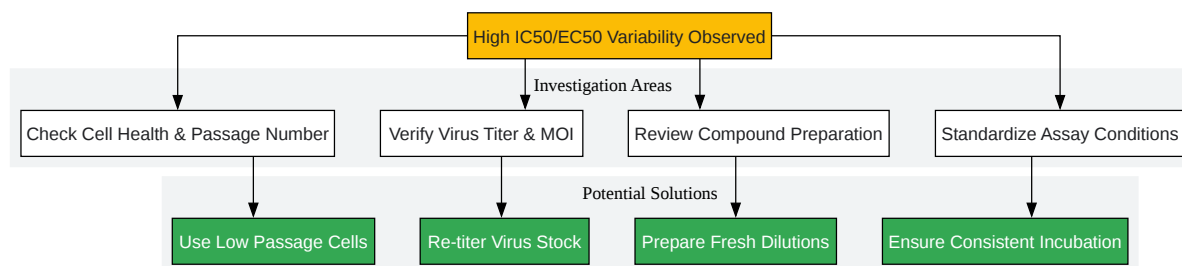 High IC50/EC50 Variability Observed
Investigation Areas
Check Cell Health & Passage Number
Verify Virus Titer & MOI
Review Compound Preparation
Standardize Assay Conditions
Potential Solutions
Use Low Passage Cells
Re-titer Virus Stock
Prepare Fresh Dilutions
Ensure Consistent Incubation